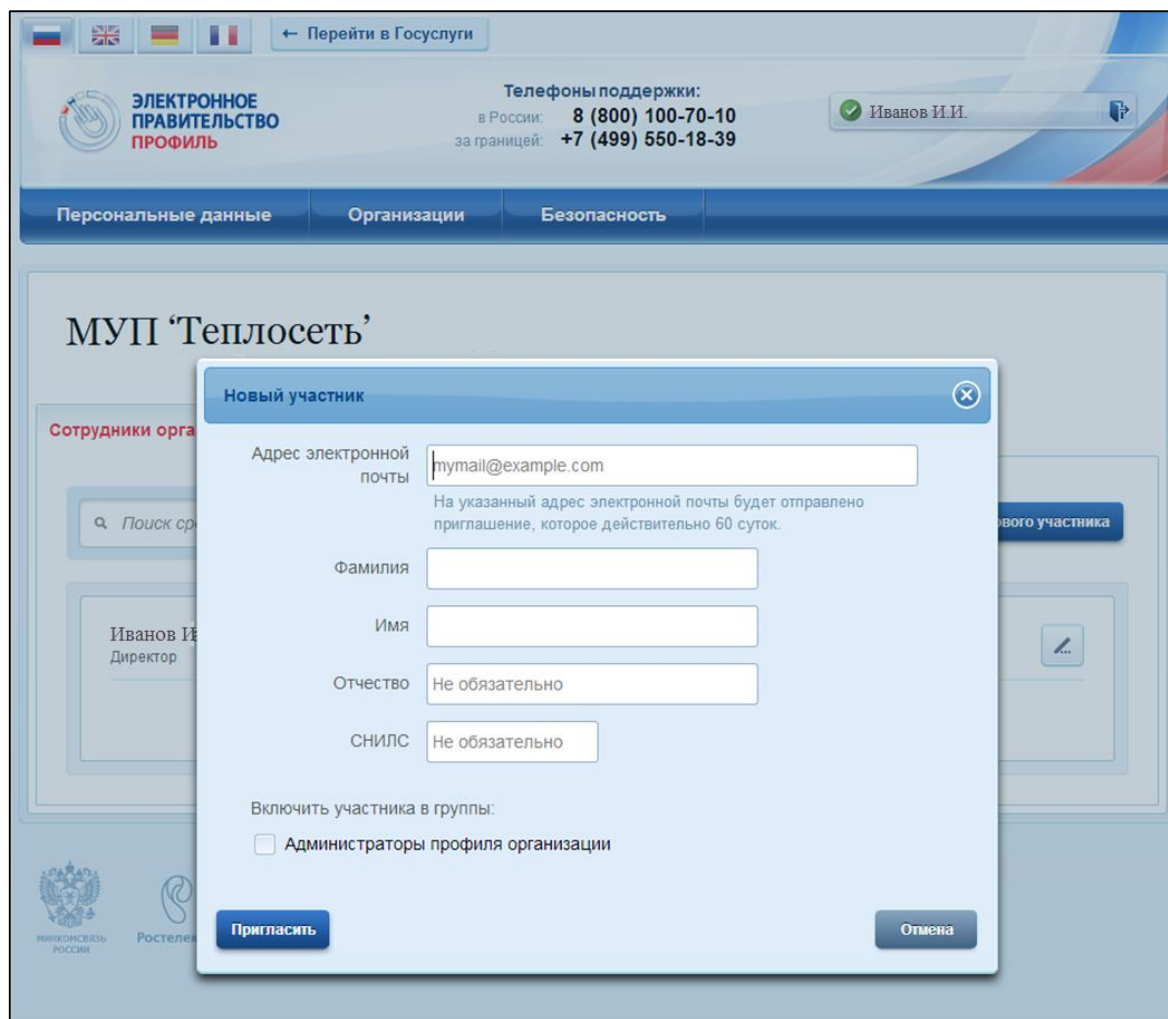 ← Перейти в Госуслуги
ЭЛЕКТРОННОЕ
ПРАВИТЕЛЬСТВО
ПРОФИЛЬ
Телефоны поддержки:
в России: 8 (800) 100-70-10
за границей: +7 (499) 550-18-39
Иванов И.И.
Персональные данные Организации Безопасность
МУП ‘Теплосеть’
Новый участник
Сотрудники орга
Адрес электронной
почты
mymail@example.com
На указанный адрес электронной почты будет отправлено
приглашение, которое действительно 60 суток.
Поиск ср
ового участника
Фамилия
Имя
Иванов И
Директор
Отчество Не обязательно
СНИЛС Не обязательно
Включить участника в группы:
Администраторы профиля организации
Пригласить Отмена
МИНКОМСВЯЗЬ
РОССИИ
Ростелек